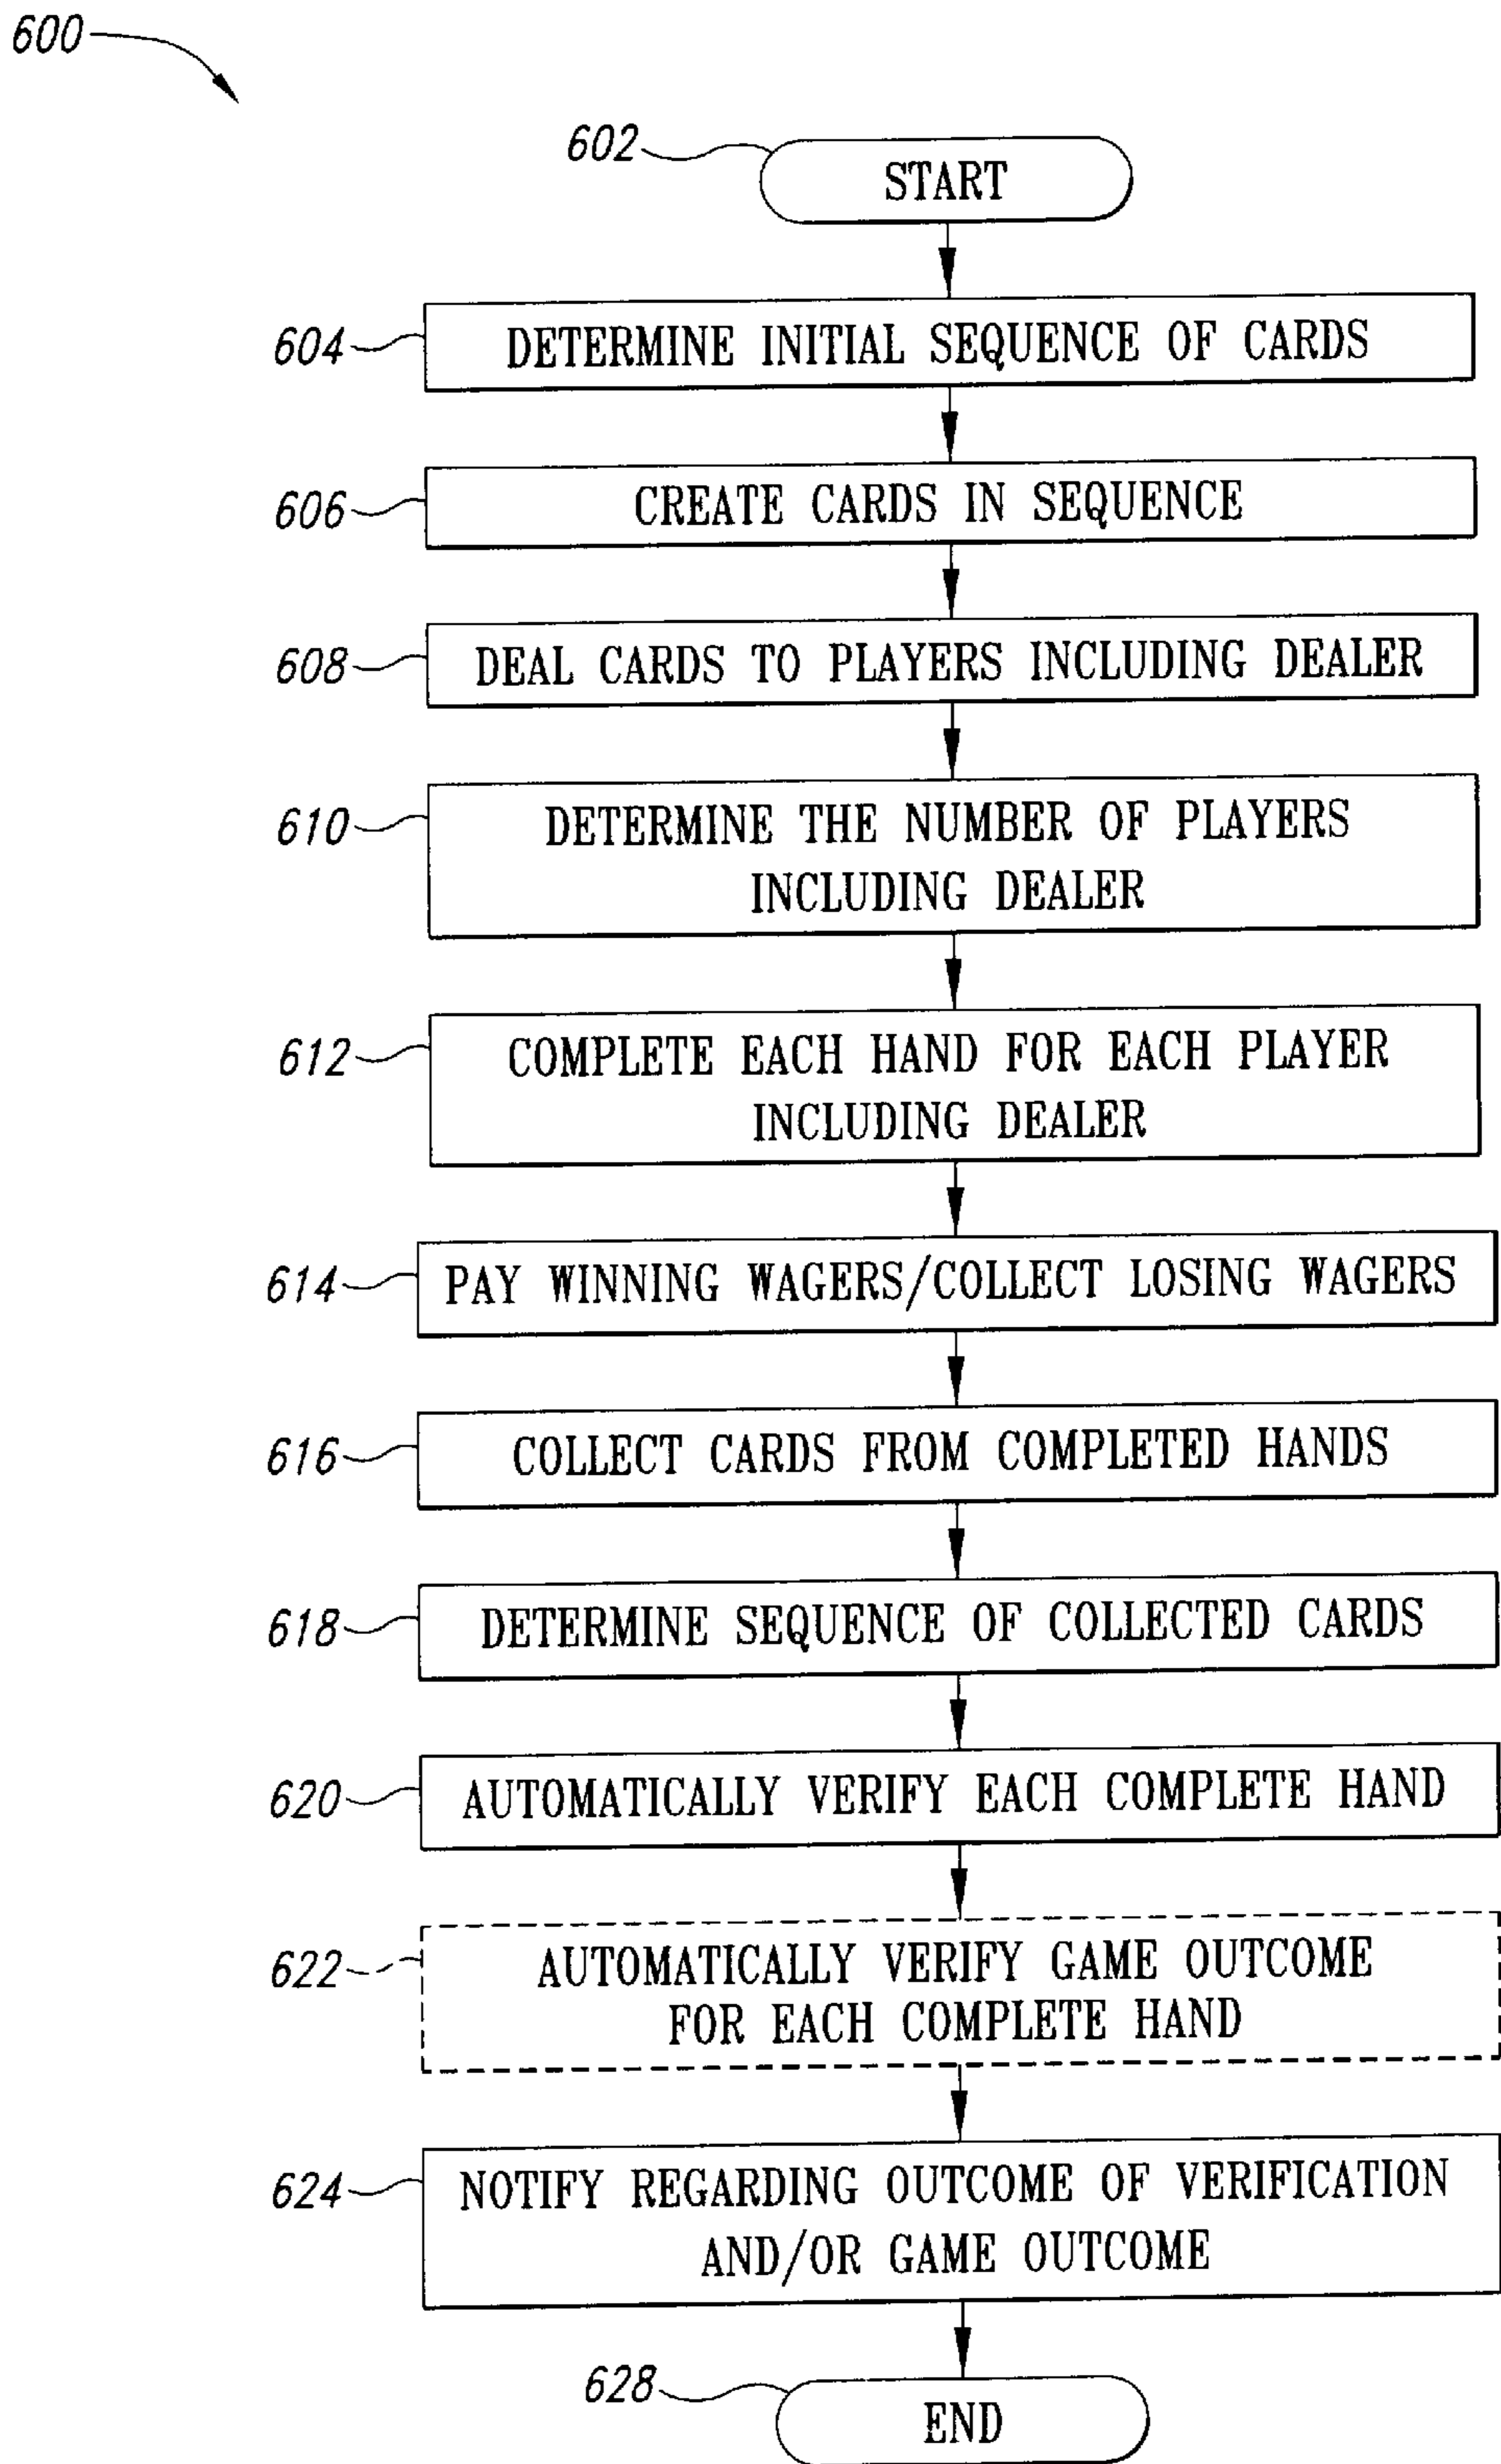 600
602
START
604
DETERMINE INITIAL SEQUENCE OF CARDS
606
CREATE CARDS IN SEQUENCE
608
DEAL CARDS TO PLAYERS INCLUDING DEALER
610
DETERMINE THE NUMBER OF PLAYERS
INCLUDING DEALER
612
COMPLETE EACH HAND FOR EACH PLAYER
INCLUDING DEALER
614
PAY WINNING WAGERS/COLLECT LOSING WAGERS
616
COLLECT CARDS FROM COMPLETED HANDS
618
DETERMINE SEQUENCE OF COLLECTED CARDS
620
AUTOMATICALLY VERIFY EACH COMPLETE HAND
622
AUTOMATICALLY VERIFY GAME OUTCOME
FOR EACH COMPLETE HAND
624
NOTIFY REGARDING OUTCOME OF VERIFICATION
AND/OR GAME OUTCOME
628
END